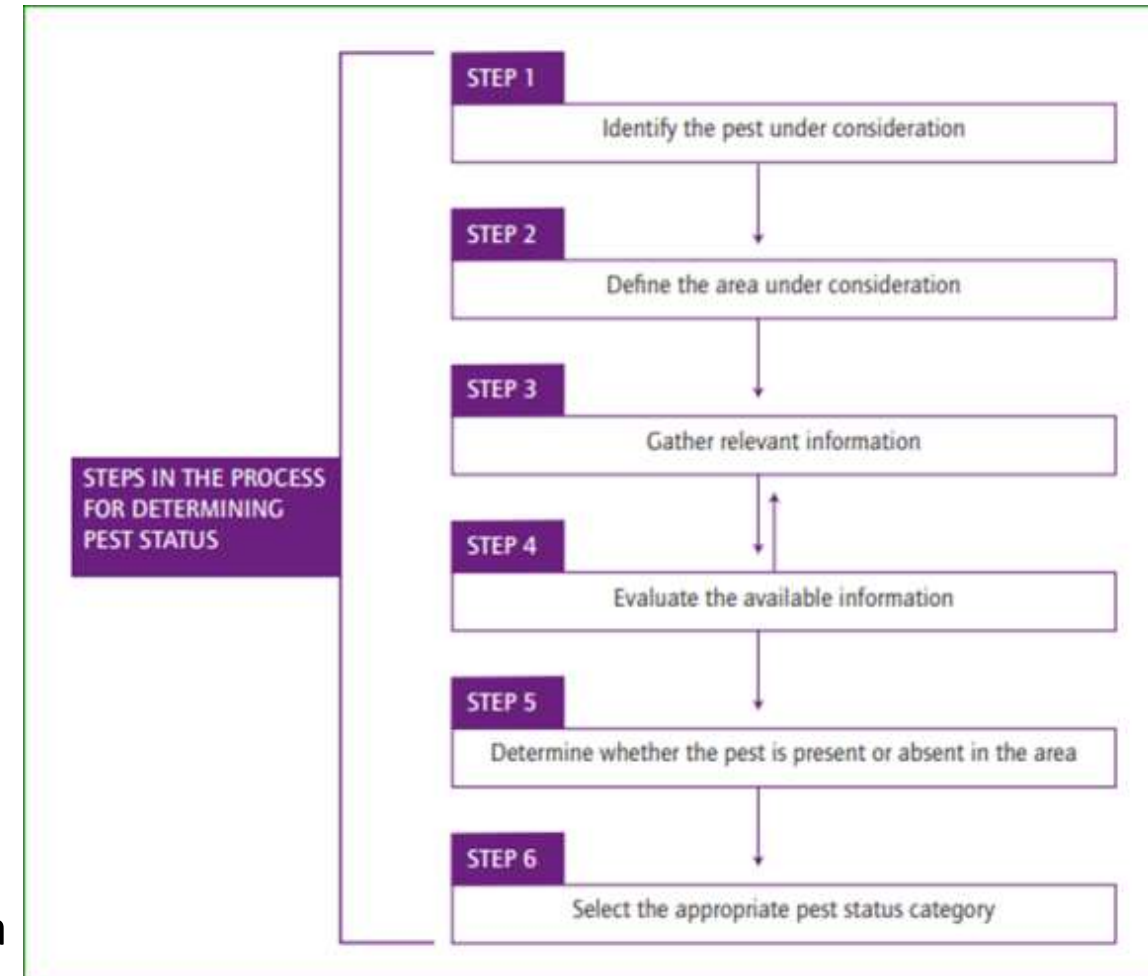 STEP 1
Identify the pest under consideration
STEP 2
Define the area under consideration
STEP 3
Gather relevant information
STEPS IN THE PROCESS
FOR DETERMINING
PEST STATUS
STEP 4
Evaluate the available information
STEP 5
Determine whether the pest is present or absent in the area
STEP 6
Select the appropriate pest status category